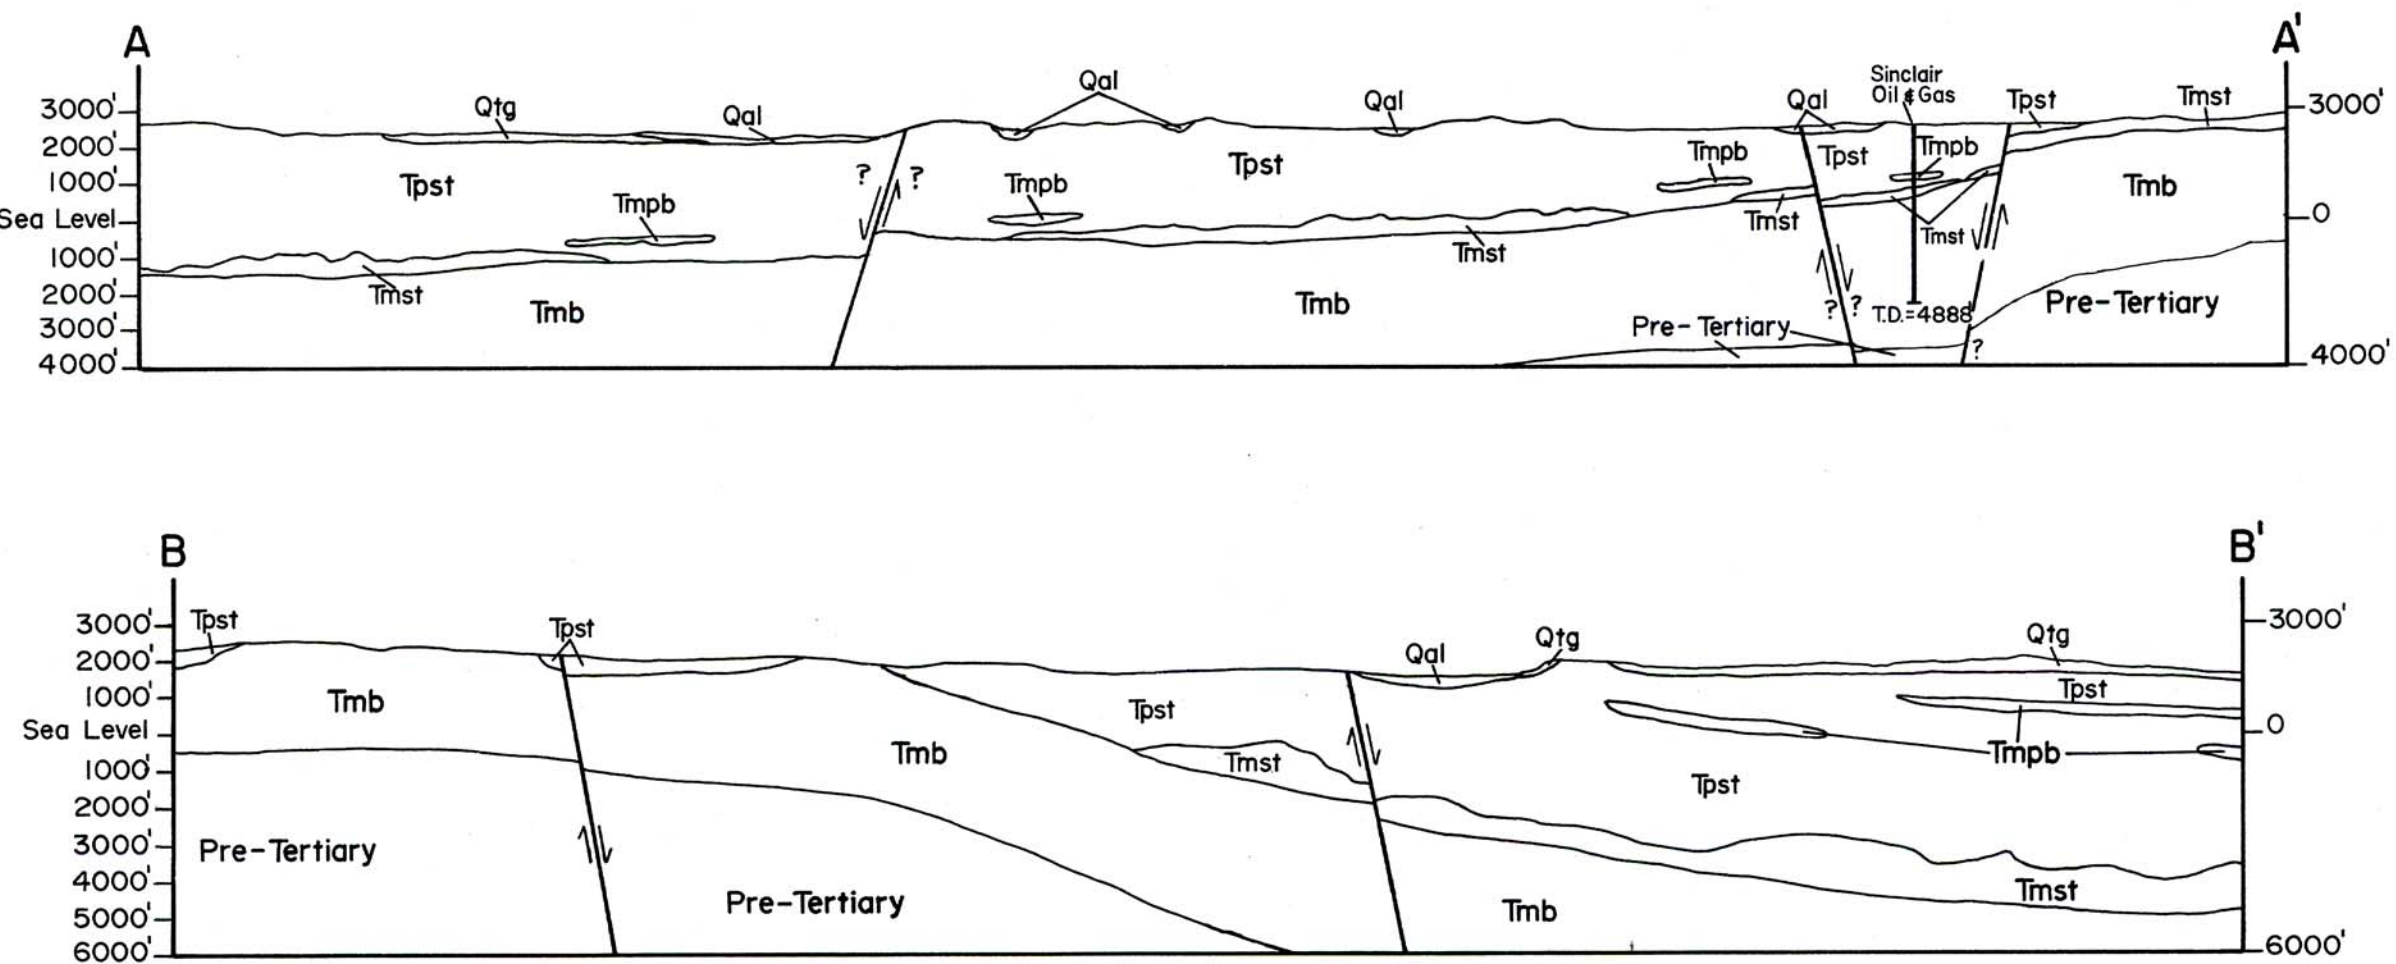 A
A'
3000'
2000'
1000'
Sea Level
1000'
2000'
3000'
4000'
Qtg
Qal
Qal
Qal
Qal
Sinclair
Oil & Gas
Tpst
Tmst
3000'
0
4000'
Tpst
Tmpb
Tmst
Tmb
? ?
Tmpb
Tpst
Tmst
Tmb
Tmpb
Tmst
Tpst
Tmpb
Tmst
Tmb
Pre-Tertiary
? ?
T.D.=4888'
Pre-Tertiary
?
B
B'
3000'
2000'
1000'
Sea Level
1000'
2000'
3000'
4000'
5000'
6000'
Tpst
Tpst
Qal
Qtg
Qtg
3000'
0
6000'
Tmb
Tmb
Tpst
Tmst
Tpst
Tmpb
Tpst
Pre-Tertiary
Pre-Tertiary
Tmb
Tmst